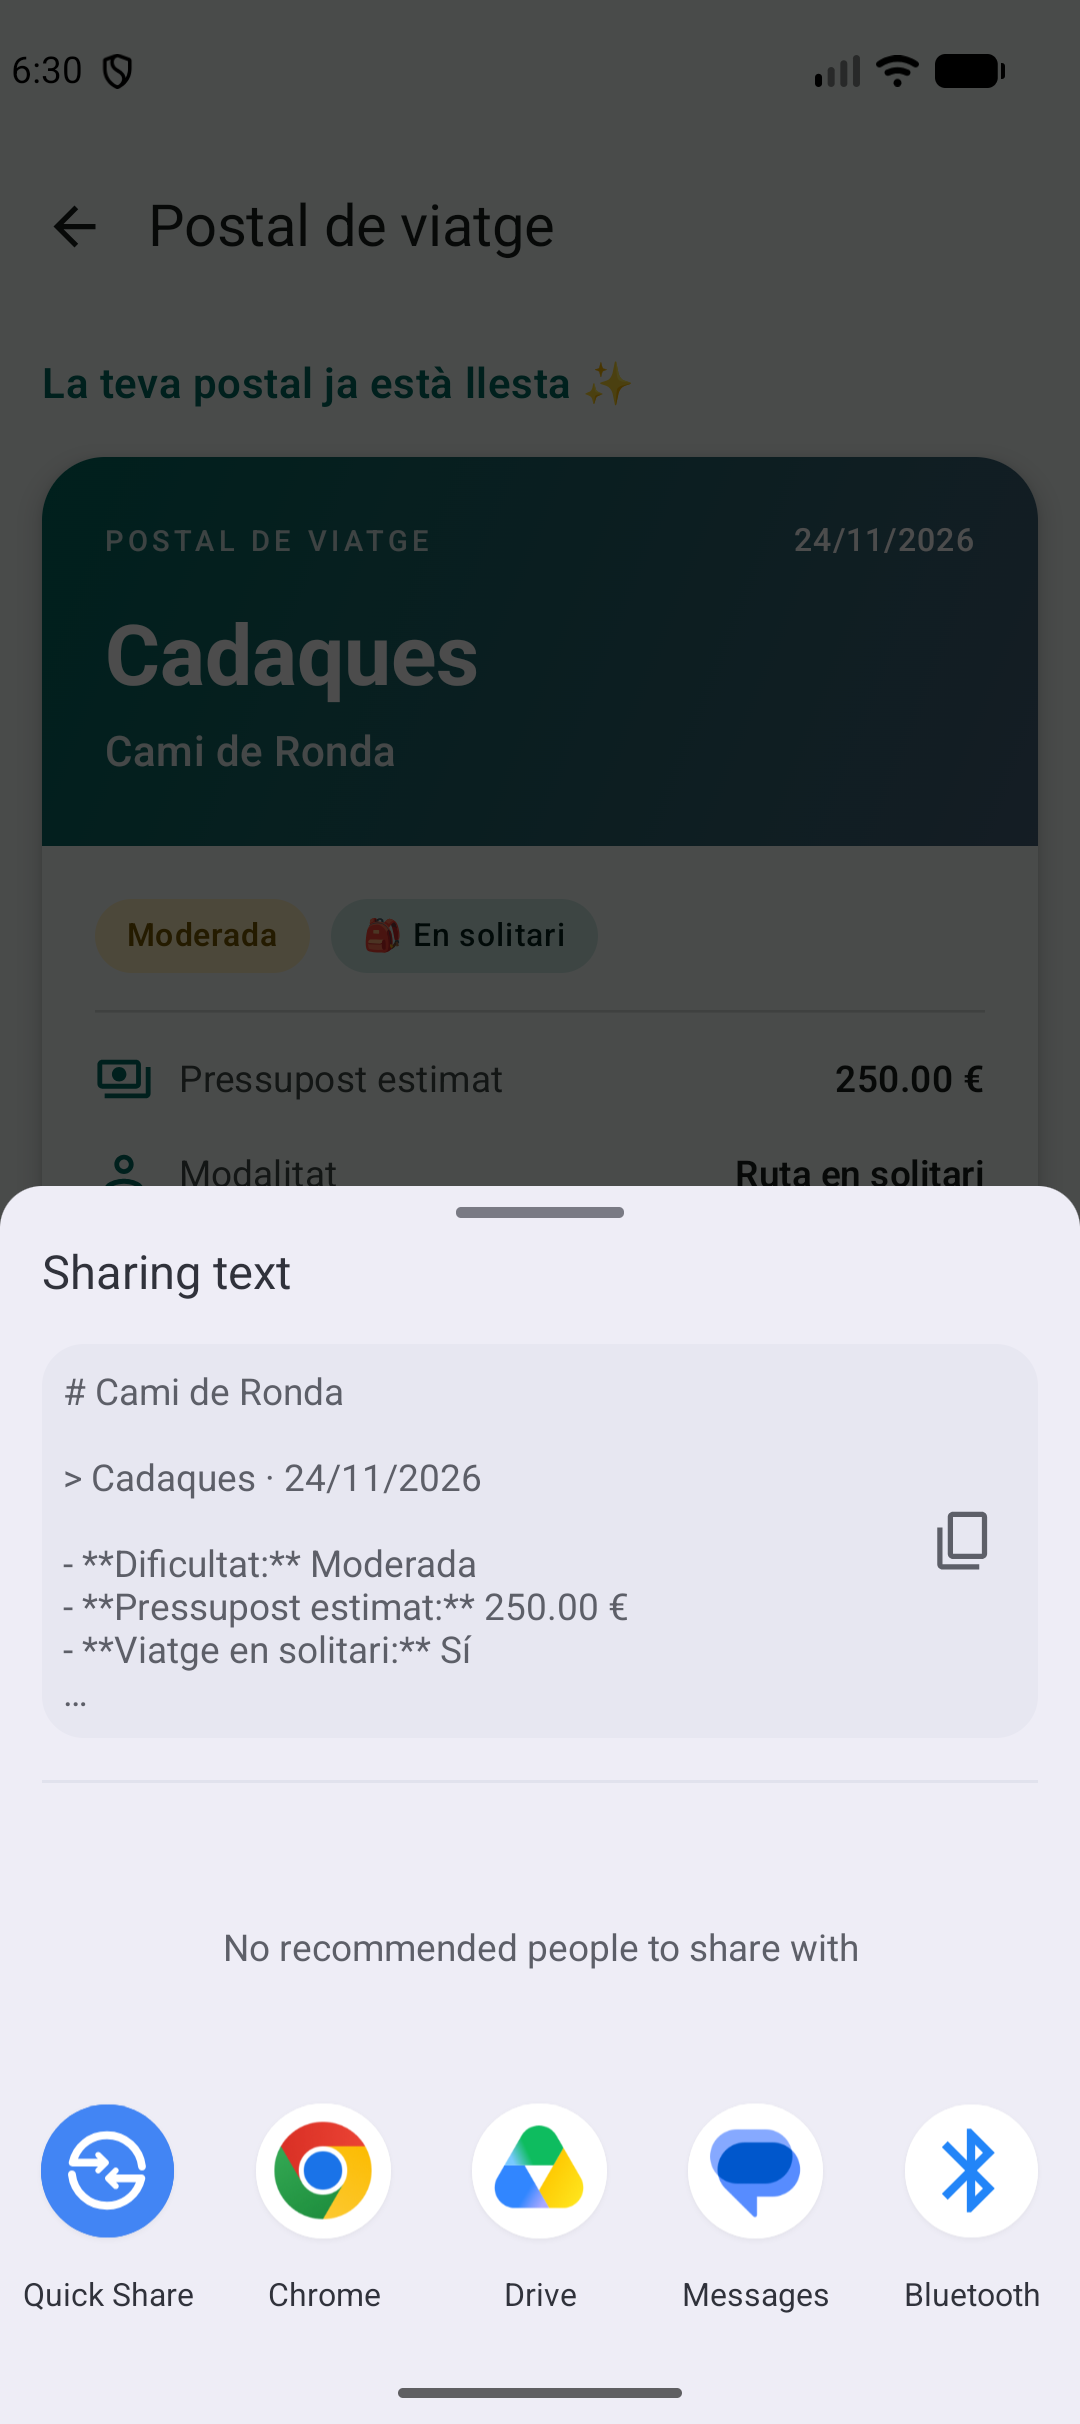 6:30
Postal de viatge
La teva postal ja està llesta ✨
POSTAL DE VIATGE
24/11/2026
Cadaques
Cami de Ronda
Moderada
🎒 En solitari
Pressupost estimat
250.00 €
Modalitat
Ruta en solitari
Sharing text
# Cami de Ronda
> Cadaques · 24/11/2026
- **Dificultat:** Moderada
- **Pressupost estimat:** 250.00 €
- **Viatge en solitari:** Sí
…
No recommended people to share with
Quick Share
Chrome
Drive
Messages
Bluetooth